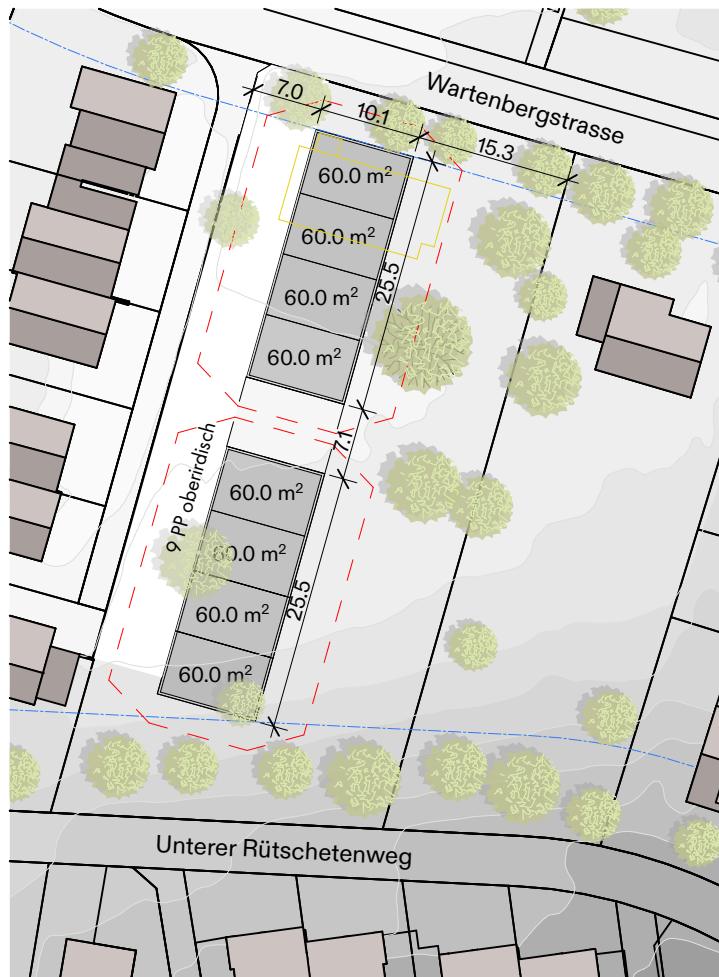 Wartenbergstrasse
7.0
10.1
15.3
60.0 m²
60.0 m²
60.0 m²
60.0 m²
25.5
7.1
9 PP oberirdisch
60.0 m²
60.0 m²
60.0 m²
60.0 m²
25.5
Unterer Rütschetenweg